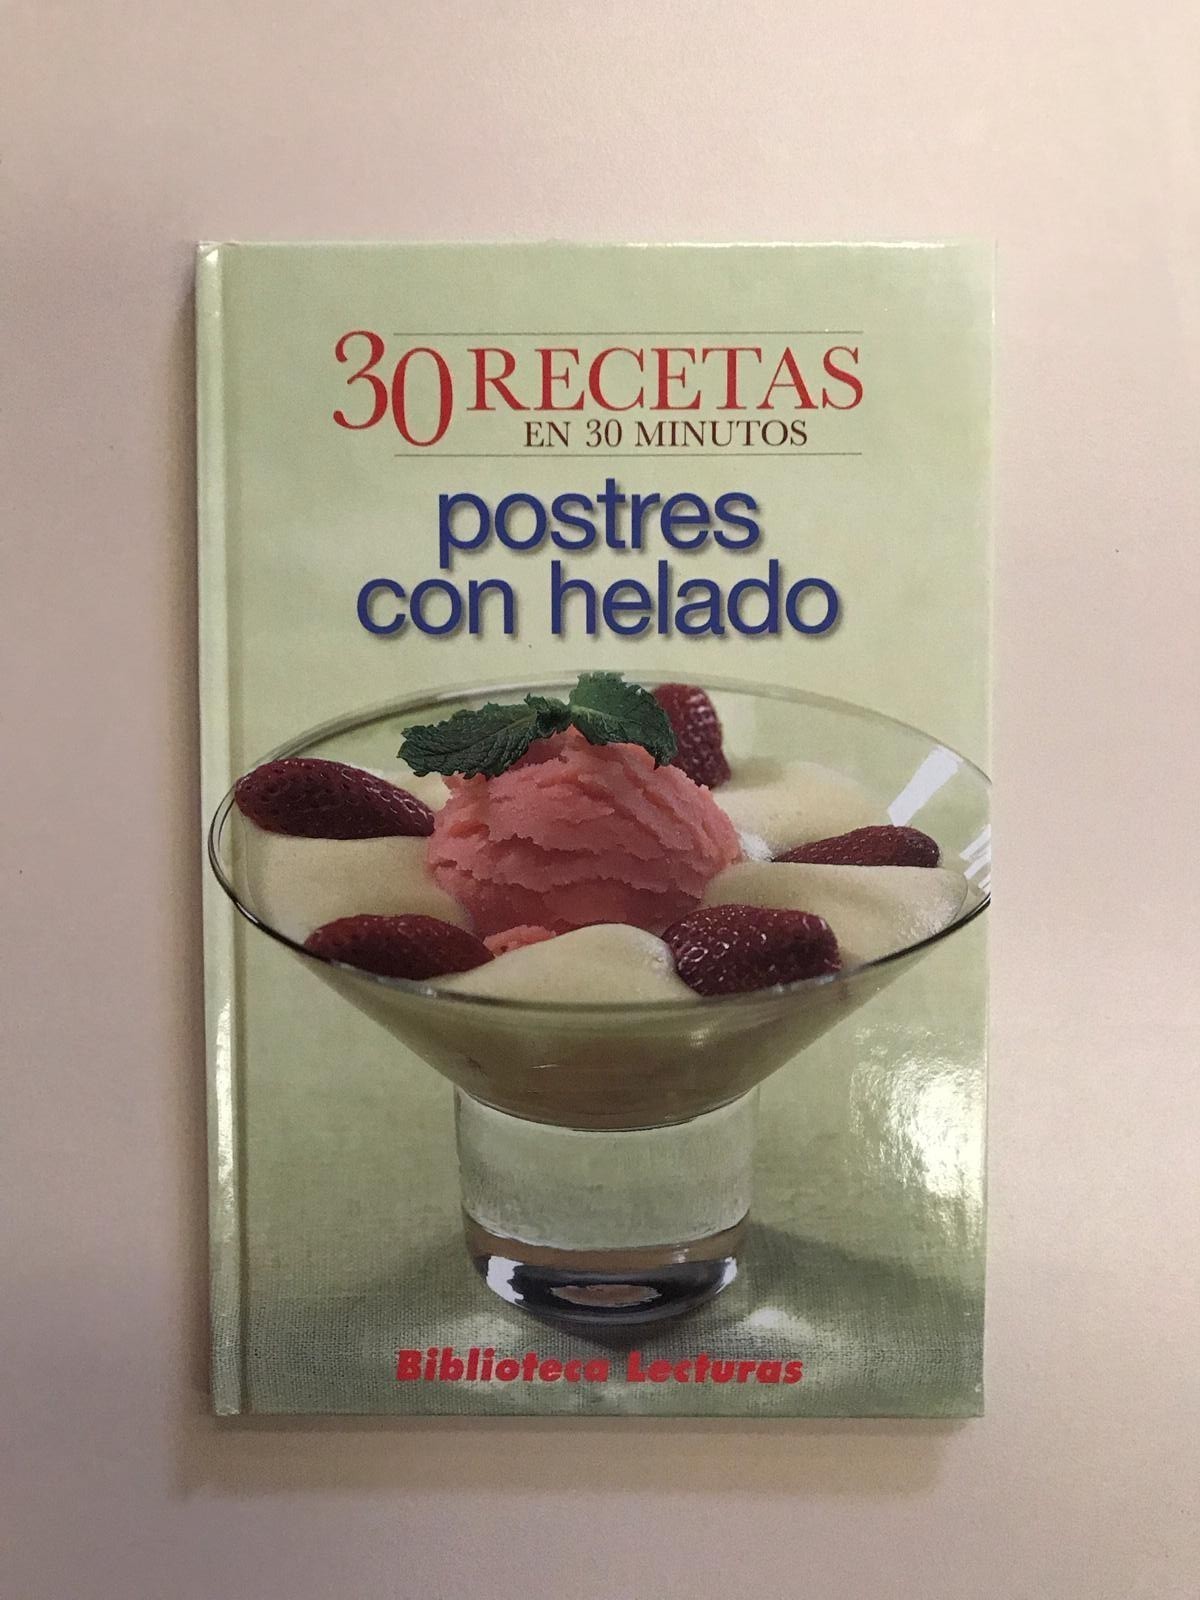 30 RECETAS
EN 30 MINUTOS
postres
con helado
Biblioteca Lecturas